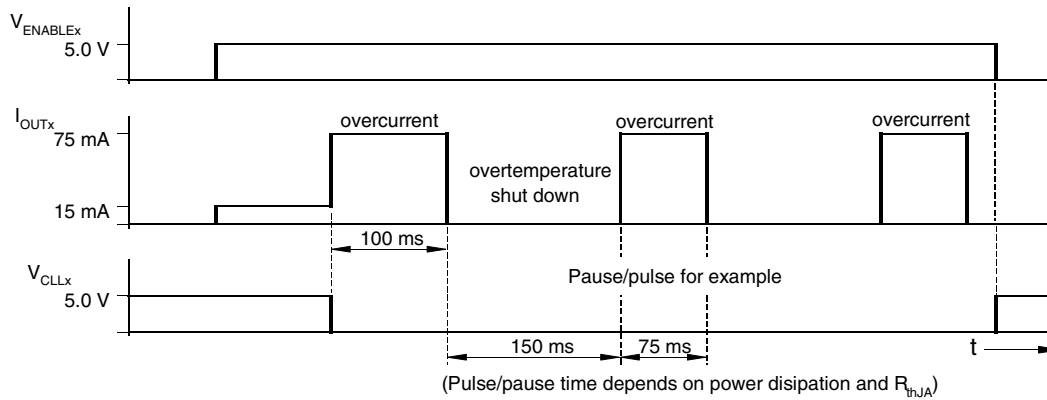 VENABLEx
5.0 V
IOUTx
75 mA
overcurrent
overcurrent
overcurrent
overtemperature
shut down
15 mA
100 ms
VCLLx
Pause/pulse for example
5.0 V
150 ms
75 ms
t
(Pulse/pause time depends on power disipation and RthJA)